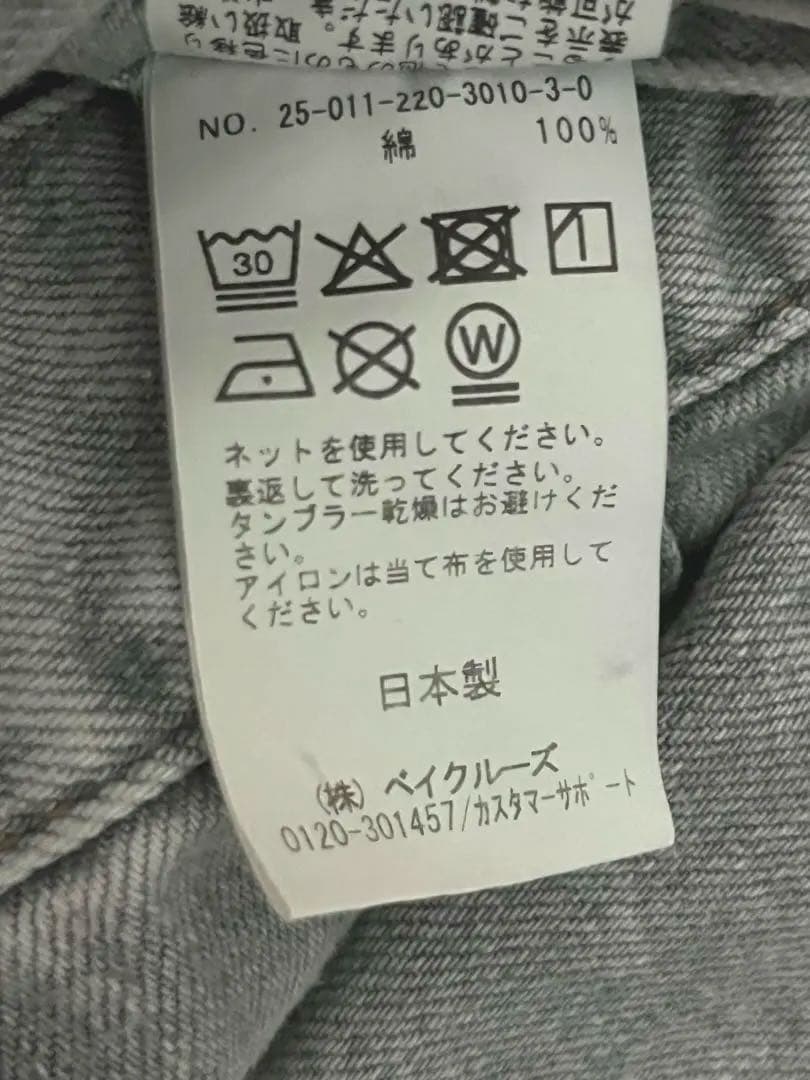 NO. 25-011-220-3010-3-0
綿 100%
30
W
ネットを使用してください。
裏返して洗ってください。
タンブラー乾燥はお避けくだ
さい。
アイロンは当て布を使用して
ください。
日本製
(株) ベイクルーズ
0120-301457/カスタマーサポート